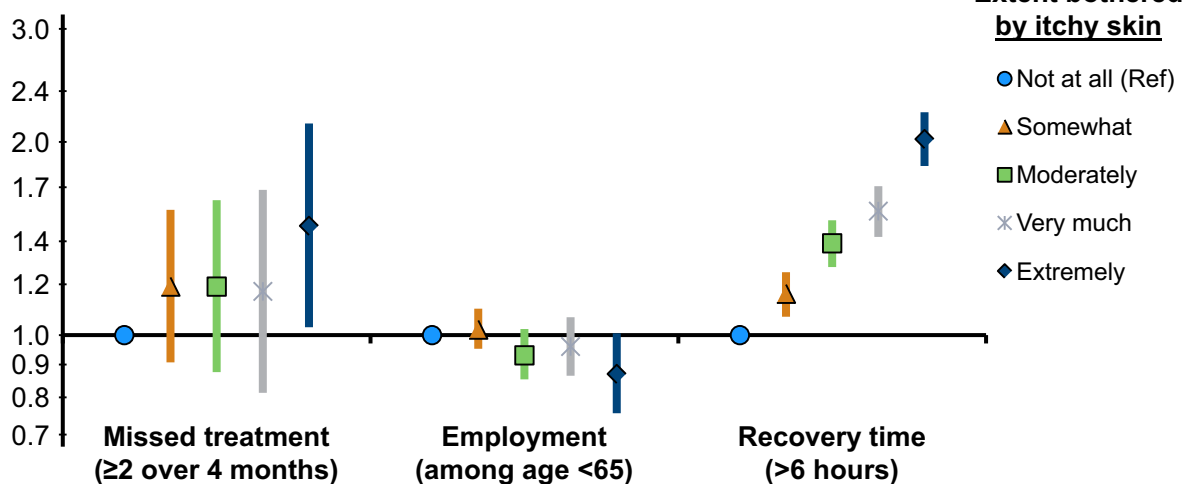 by itchy skin
3.0
2.4
2.0
1.7
1.4
1.2
1.0
0.9
0.8
0.7
Not at all (Ref)
Somewhat
Moderately
Very much
Extremely
Missed treatment
(≥2 over 4 months)
Employment
(among age <65)
Recovery time
(>6 hours)